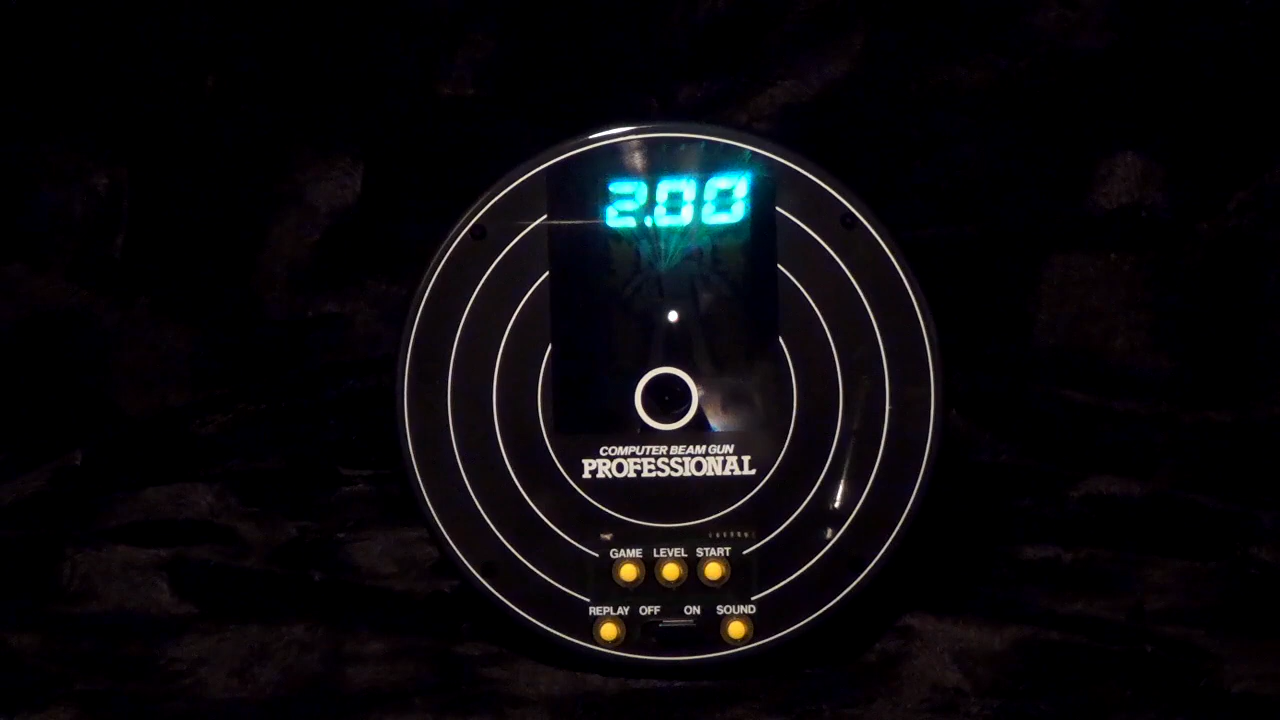 2.00
COMPUTER BEAM GUN
PROFESSIONAL
GAME LEVEL START
REPLAY OFF ON SOUND